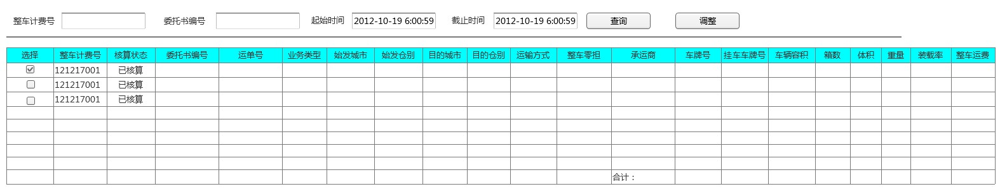 整车计费号 委托书编号 起始时间 2012-10-19 6:00:59 截止时间 2012-10-19 6:00:59 查询 调整
选择 整车计费号 核算状态 委托书编号 运单号 业务类型 始发城市 始发仓别 目的城市 目的仓别 运输方式 整车零担 承运商 车牌号 挂车车牌号 车辆容积 箱数 体积 重量 装载率 整车运费
121217001 已核算
121217001 已核算
121217001 已核算
合计：